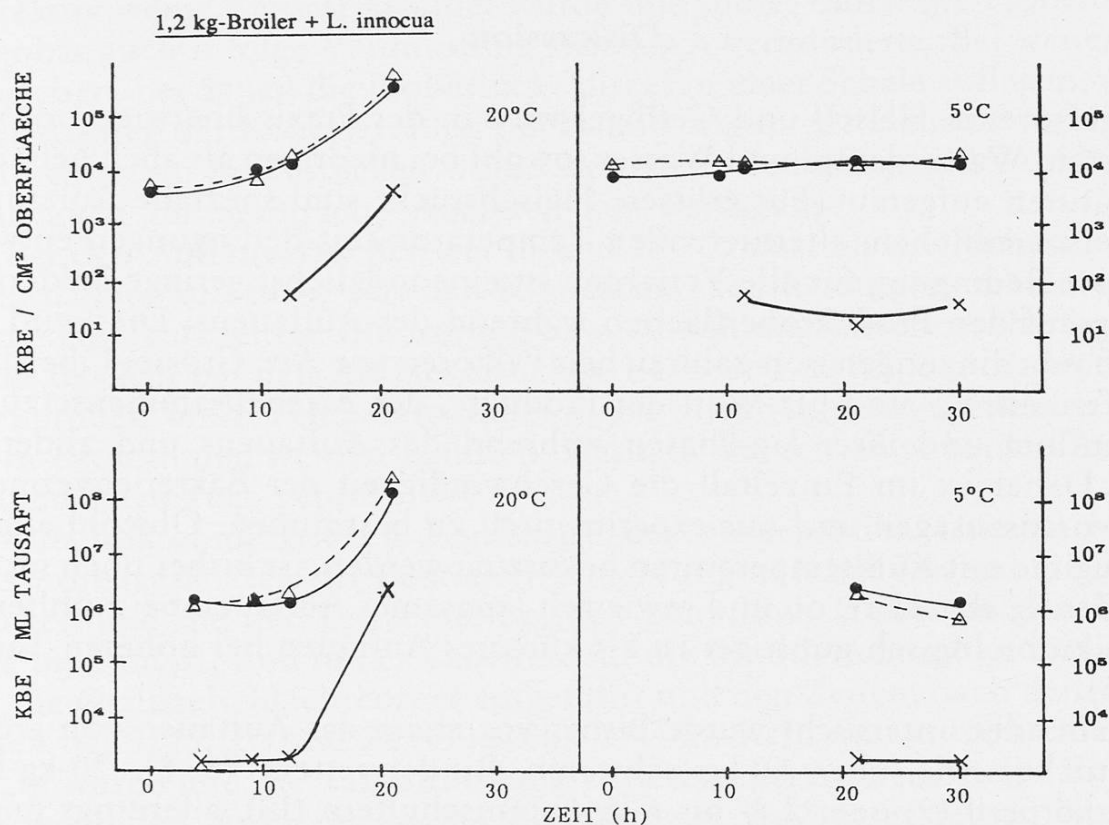 1,2 kg-Broiler + L. innocua
KBE / CM² OBERFLAECHE
10⁵
10⁴
10³
10²
10¹
20°C
5°C
10⁵
10⁴
10³
10²
10¹
0 10 20 30 0 10 20 30
KBE / ML TAUSAFT
10⁸
10⁷
10⁶
10⁵
10⁴
20°C
5°C
10⁸
10⁷
10⁶
10⁵
10⁴
0 10 20 30 0 10 20 30
ZEIT (h)